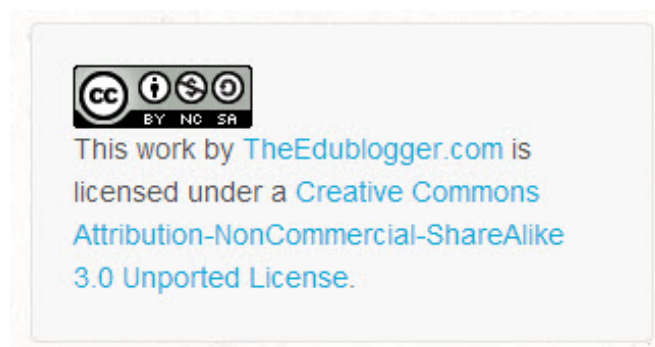 cc
BY NC SA
This work by TheEdublogger.com is
licensed under a Creative Commons
Attribution-NonCommercial-ShareAlike
3.0 Unported License.